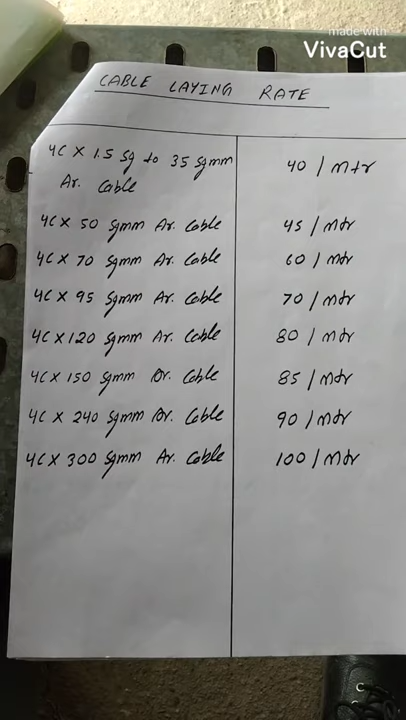 made with
VivaCut
CABLE LAYING RATE
4C X 1.5 Sq to 35 Sqmm 40 / Mtr
Ar. Cable
4C X 50 Sqmm Ar. Cable 45 / Mtr
4C X 70 Sqmm Ar. Cable 60 / Mtr
4C X 95 Sqmm Ar. Cable 70 / Mtr
4C X 120 Sqmm Ar. Cable 80 / Mtr
4C X 150 Sqmm Ar. Cable 85 / Mtr
4C X 240 Sqmm Ar. Cable 90 / Mtr
4C X 300 Sqmm Ar. Cable 100 / Mtr